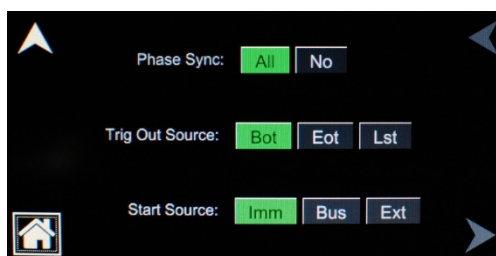 Phase Sync: All No
Trig Out Source: Bot Eot Lst
Start Source: Imm Bus Ext